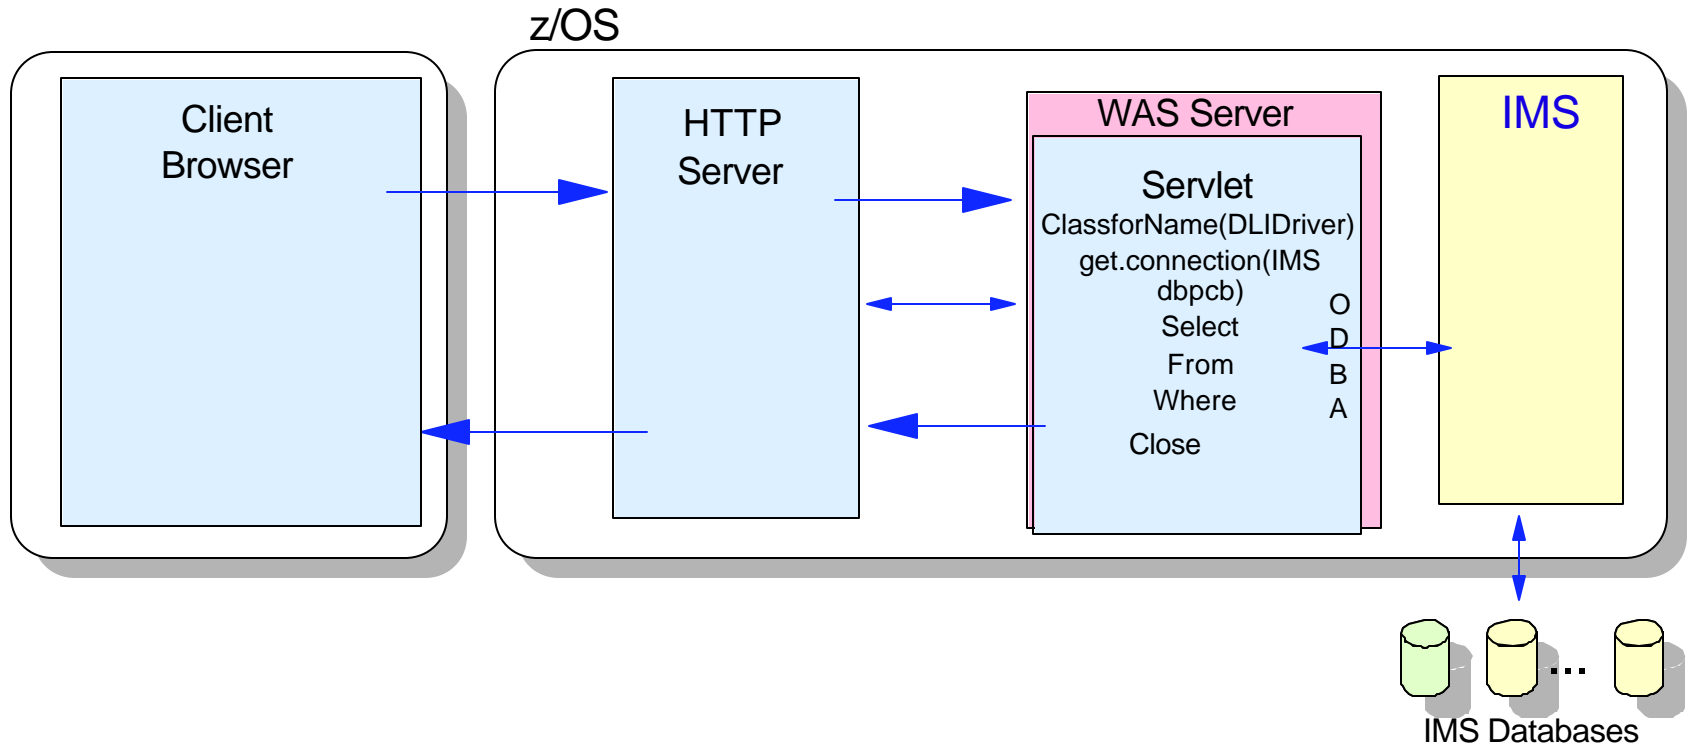 z/OS
Client
Browser
HTTP
Server
WAS Server
Servlet
ClassforName(DLIDriver)
get.connection(IMS
dbpcb)
Select
From
Where
Close
O
D
B
A
IMS
...
IMS Databases